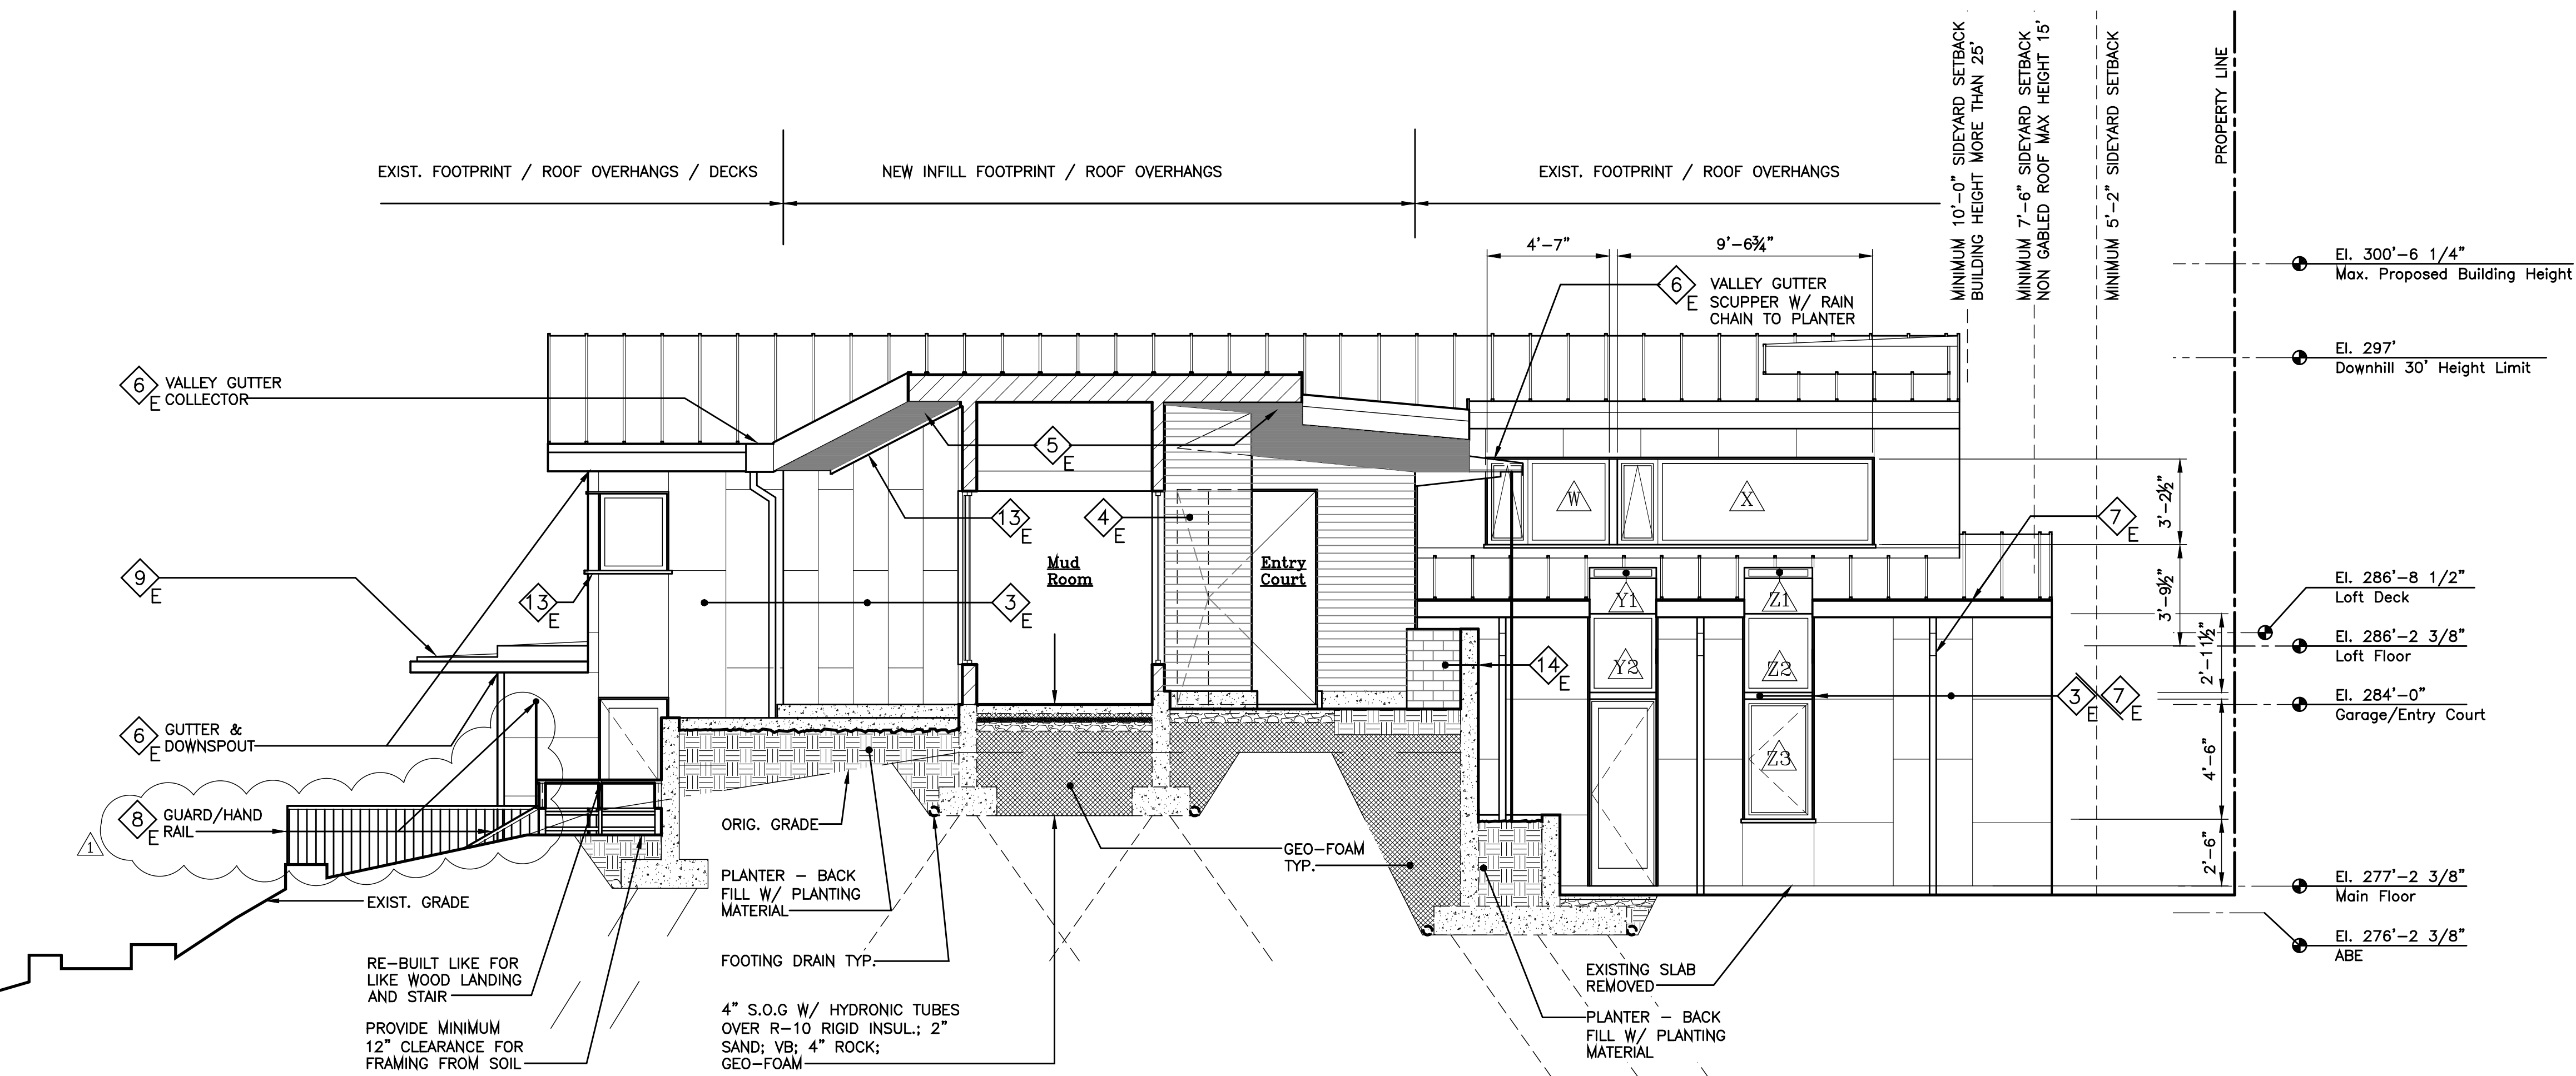 MINIMUM 10'-0" SIDEYARD SETBACK
BUILDING HEIGHT MORE THAN 25'
MINIMUM 7'-6" SIDEYARD SETBACK
NON GABLED ROOF MAX HEIGHT 15'
MINIMUM 5'-2" SIDEYARD SETBACK
PROPERTY LINE
EXIST. FOOTPRINT / ROOF OVERHANGS / DECKS
NEW INFILL FOOTPRINT / ROOF OVERHANGS
EXIST. FOOTPRINT / ROOF OVERHANGS
4'-7"
9'-6¾"
El. 300'-6 1/4"
Max. Proposed Building Height
6
E
VALLEY GUTTER
SCUPPER W/ RAIN
CHAIN TO PLANTER
El. 297'
Downhill 30' Height Limit
6
E
VALLEY GUTTER
COLLECTOR
5
E
W
X
3'-2½"
13
E
4
E
7
E
Mud
Room
Entry
Court
9
E
13
E
3
E
Y1
Z1
3'-9½"
El. 286'-8 1/2"
Loft Deck
El. 286'-2 3/8"
Loft Floor
14
E
Y2
Z2
2'-11½"
3
E
7
E
El. 284'-0"
Garage/Entry Court
6
E
GUTTER &
DOWNSPOUT
Z3
4'-6"
8
E
GUARD/HAND
RAIL
1
ORIG. GRADE
GEO-FOAM
TYP.
2'-6"
El. 277'-2 3/8"
Main Floor
PLANTER - BACK
FILL W/ PLANTING
MATERIAL
EXIST. GRADE
El. 276'-2 3/8"
ABE
RE-BUILT LIKE FOR
LIKE WOOD LANDING
AND STAIR
FOOTING DRAIN TYP.
EXISTING SLAB
REMOVED
PROVIDE MINIMUM
12" CLEARANCE FOR
FRAMING FROM SOIL
4" S.O.G W/ HYDRONIC TUBES
OVER R-10 RIGID INSUL.; 2"
SAND; VB; 4" ROCK;
GEO-FOAM
PLANTER - BACK
FILL W/ PLANTING
MATERIAL